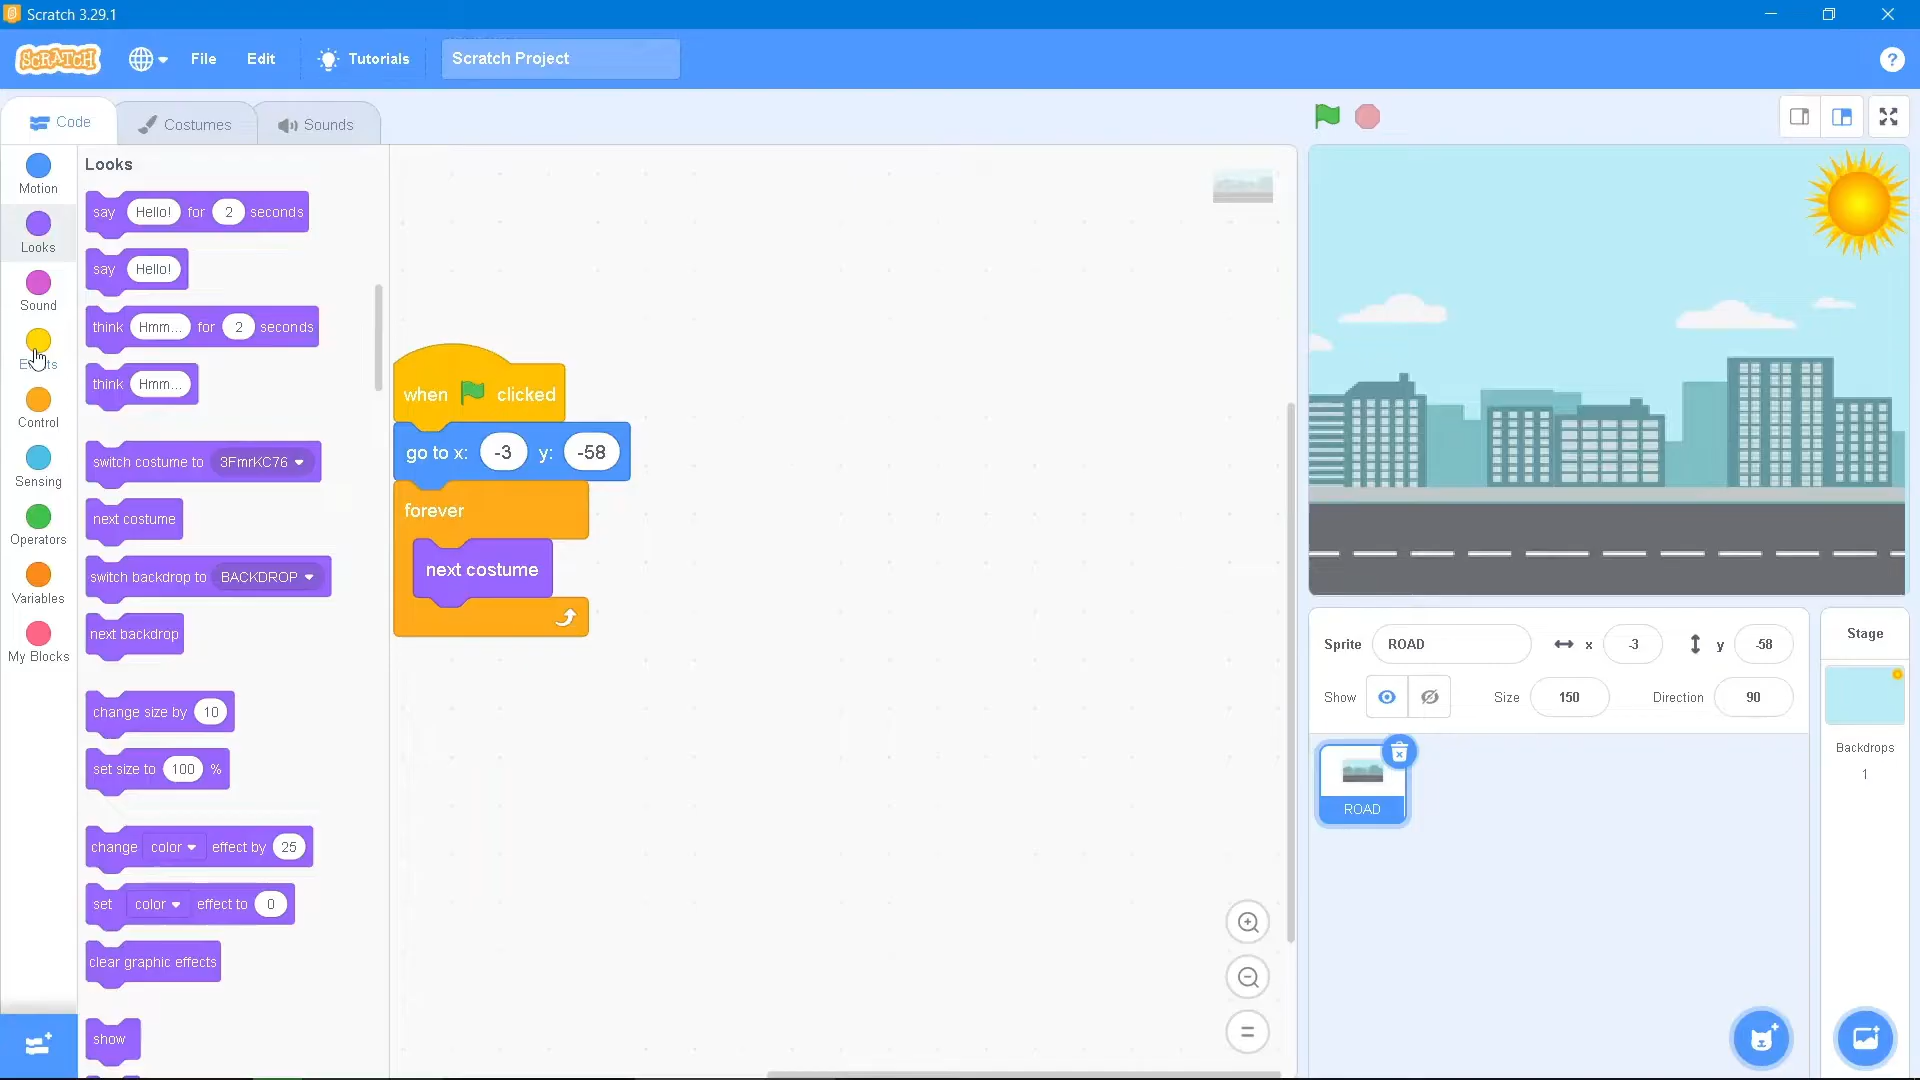 Scratch 3.29.1
SCRATCH File Edit Tutorials Scratch Project ?
Code Costumes Sounds
Motion
Looks
Sound
Events
Control
Sensing
Operators
Variables
My Blocks
Looks
say Hello! for 2 seconds
say Hello!
think Hmm... for 2 seconds
think Hmm...
switch costume to 3FmrKC76
next costume
switch backdrop to BACKDROP
next backdrop
change size by 10
set size to 100 %
change color effect by 25
set color effect to 0
clear graphic effects
show
when clicked
go to x: -3 y: -58
forever
next costume
Sprite ROAD x -3 y -58
Show Size 150 Direction 90
ROAD
Stage
Backdrops
1